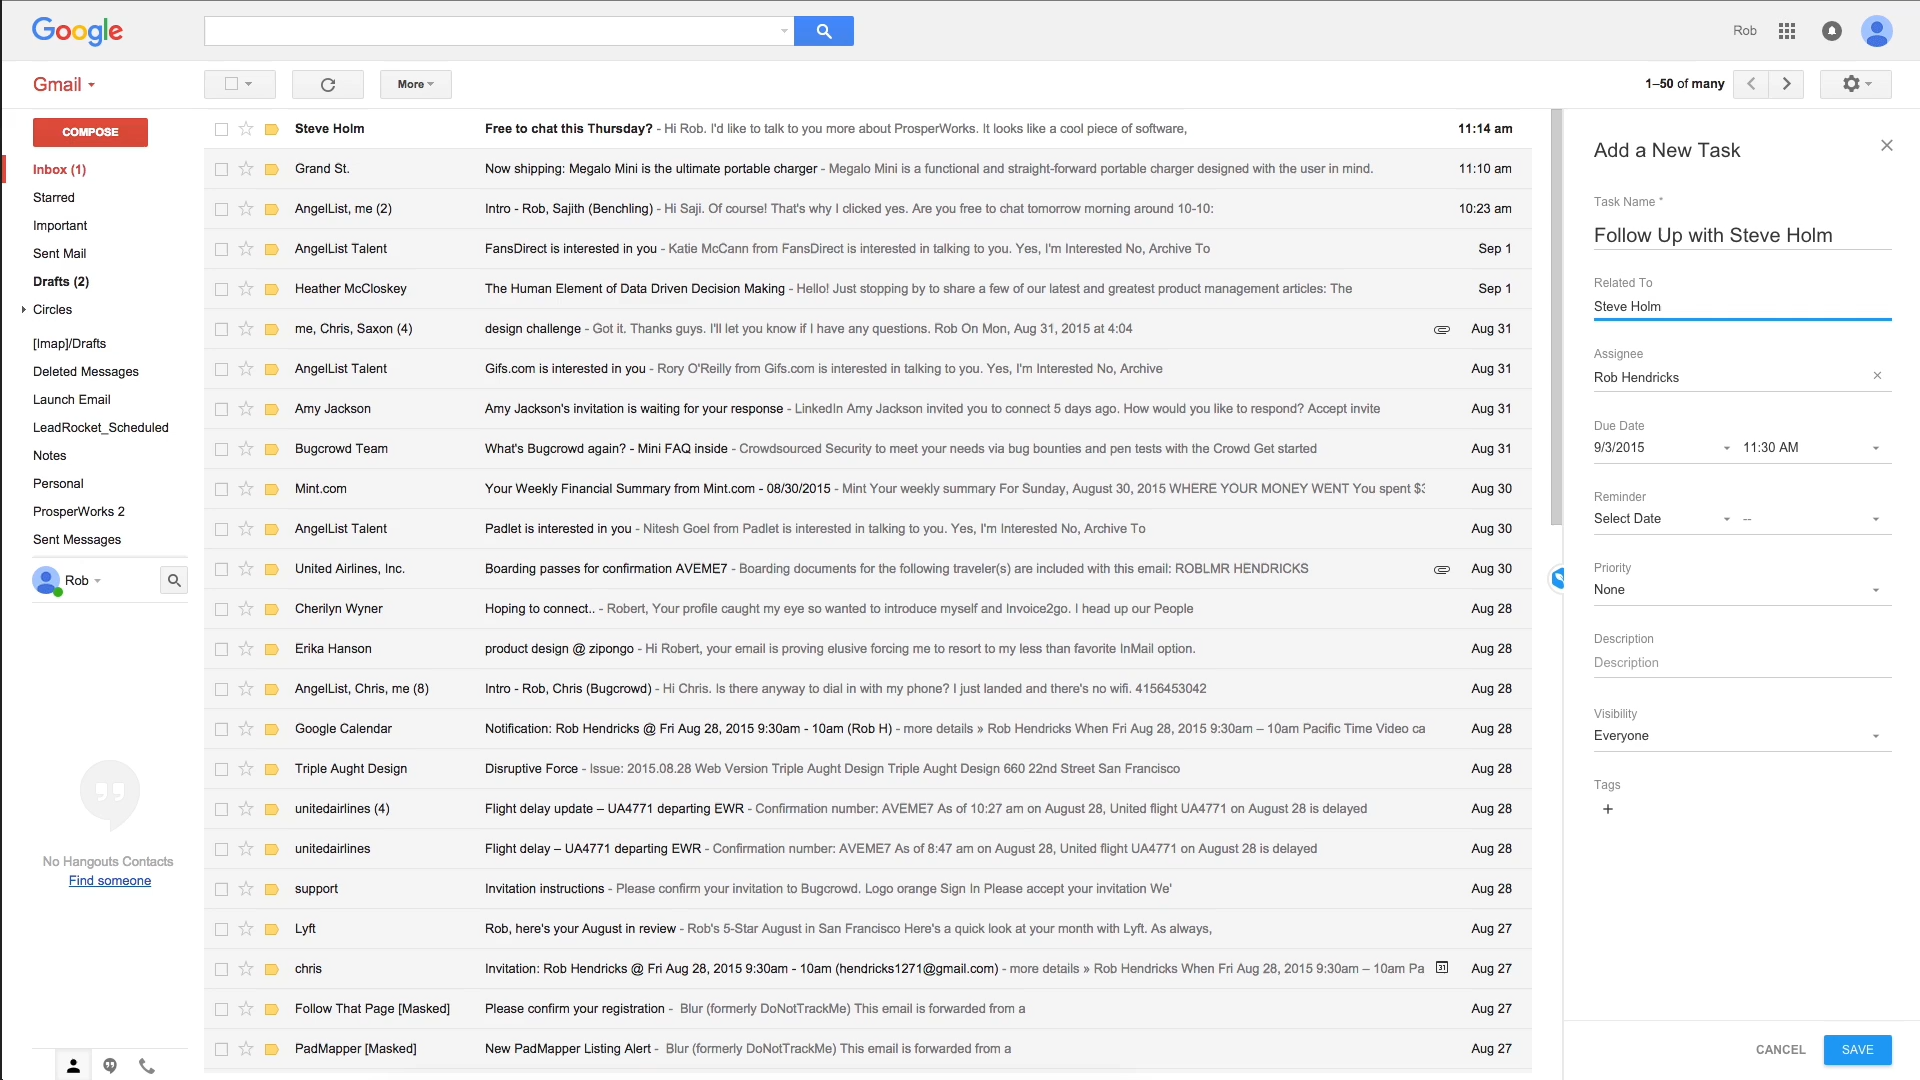 Google
Rob
Gmail
More
1–50 of many
COMPOSE
Inbox (1)
Starred
Important
Sent Mail
Drafts (2)
Circles
[Imap]/Drafts
Deleted Messages
Launch Email
LeadRocket_Scheduled
Notes
Personal
ProsperWorks 2
Sent Messages
Rob
No Hangouts Contacts
Find someone
Steve Holm Free to chat this Thursday? - Hi Rob. I'd like to talk to you more about ProsperWorks. It looks like a cool piece of software, 11:14 am
Grand St. Now shipping: Megalo Mini is the ultimate portable charger - Megalo Mini is a functional and straight-forward portable charger designed with the user in mind. 11:10 am
AngelList, me (2) Intro - Rob, Sajith (Benchling) - Hi Saji. Of course! That's why I clicked yes. Are you free to chat tomorrow morning around 10-10: 10:23 am
AngelList Talent FansDirect is interested in you - Katie McCann from FansDirect is interested in talking to you. Yes, I'm Interested No, Archive To Sep 1
Heather McCloskey The Human Element of Data Driven Decision Making - Hello! Just stopping by to share a few of our latest and greatest product management articles: The Sep 1
me, Chris, Saxon (4) design challenge - Got it. Thanks guys. I'll let you know if I have any questions. Rob On Mon, Aug 31, 2015 at 4:04 Aug 31
AngelList Talent Gifs.com is interested in you - Rory O'Reilly from Gifs.com is interested in talking to you. Yes, I'm Interested No, Archive Aug 31
Amy Jackson Amy Jackson's invitation is waiting for your response - LinkedIn Amy Jackson invited you to connect 5 days ago. How would you like to respond? Accept invite Aug 31
Bugcrowd Team What's Bugcrowd again? - Mini FAQ inside - Crowdsourced Security to meet your needs via bug bounties and pen tests with the Crowd Get started Aug 31
Mint.com Your Weekly Financial Summary from Mint.com - 08/30/2015 - Mint Your weekly summary For Sunday, August 30, 2015 WHERE YOUR MONEY WENT You spent $ Aug 30
AngelList Talent Padlet is interested in you - Nitesh Goel from Padlet is interested in talking to you. Yes, I'm Interested No, Archive To Aug 30
United Airlines, Inc. Boarding passes for confirmation AVEME7 - Boarding documents for the following traveler(s) are included with this email: ROBLMR HENDRICKS Aug 30
Cherilyn Wyner Hoping to connect.. - Robert, Your profile caught my eye so wanted to introduce myself and Invoice2go. I head up our People Aug 28
Erika Hanson product design @ zipongo - Hi Robert, your email is proving elusive forcing me to resort to my less than favorite InMail option. Aug 28
AngelList, Chris, me (8) Intro - Rob, Chris (Bugcrowd) - Hi Chris. Is there anyway to dial in with my phone? I just landed and there's no wifi. 4156453042 Aug 28
Google Calendar Notification: Rob Hendricks @ Fri Aug 28, 2015 9:30am - 10am (Rob H) - more details » Rob Hendricks When Fri Aug 28, 2015 9:30am – 10am Pacific Time Video ca Aug 28
Triple Aught Design Disruptive Force - Issue: 2015.08.28 Web Version Triple Aught Design Triple Aught Design 660 22nd Street San Francisco Aug 28
unitedairlines (4) Flight delay update – UA4771 departing EWR - Confirmation number: AVEME7 As of 10:27 am on August 28, United flight UA4771 on August 28 is delayed Aug 28
unitedairlines Flight delay – UA4771 departing EWR - Confirmation number: AVEME7 As of 8:47 am on August 28, United flight UA4771 on August 28 is delayed Aug 28
support Invitation instructions - Please confirm your invitation to Bugcrowd. Logo orange Sign In Please accept your invitation We' Aug 28
Lyft Rob, here's your August in review - Rob's 5-Star August in San Francisco Here's a quick look at your month with Lyft. As always, Aug 27
chris Invitation: Rob Hendricks @ Fri Aug 28, 2015 9:30am - 10am (hendricks1271@gmail.com) - more details » Rob Hendricks When Fri Aug 28, 2015 9:30am – 10am Pa 31 Aug 27
Follow That Page [Masked] Please confirm your registration - Blur (formerly DoNotTrackMe) This email is forwarded from a Aug 27
PadMapper [Masked] New PadMapper Listing Alert - Blur (formerly DoNotTrackMe) This email is forwarded from a Aug 27
Add a New Task
Task Name *
Follow Up with Steve Holm
Related To
Steve Holm
Assignee
Rob Hendricks
Due Date
9/3/2015 11:30 AM
Reminder
Select Date --
Priority
None
Description
Description
Visibility
Everyone
Tags
+
CANCEL SAVE